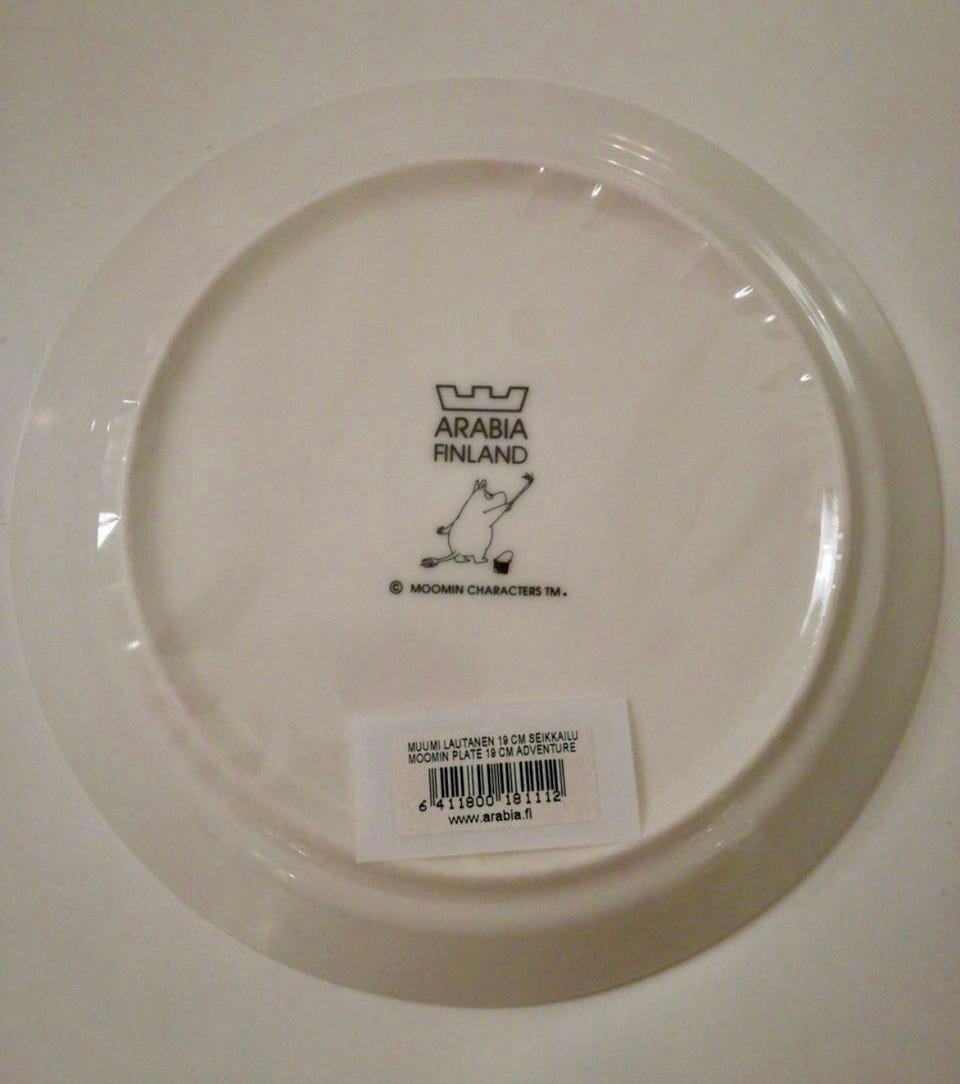 ARABIA
FINLAND
© MOOMIN CHARACTERS TM.
MUUMI LAUTANEN 19 CM SEIKKAILU
MOOMIN PLATE 19 CM ADVENTURE
6 411800 181112
www.arabia.fi